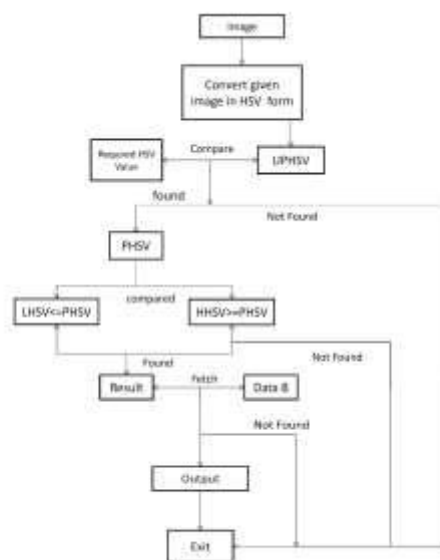 Image
Convert given
image in HSV form
Compare
Required HSV
Value
UPHSV
found
Not Found
PHSV
compared
LHSV<=PHSV
HHSV>=PHSV
Found
Not Found
Result
Fetch
Data B
Not Found
Output
Exit